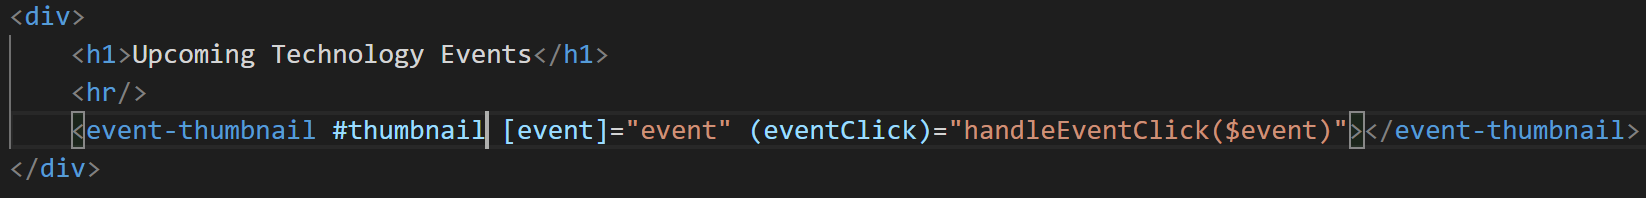 <div>
<h1>Upcoming Technology Events</h1>
<hr/>
<event-thumbnail #thumbnail [event]="event" (eventClick)="handleEventClick($event)"></event-thumbnail>
</div>